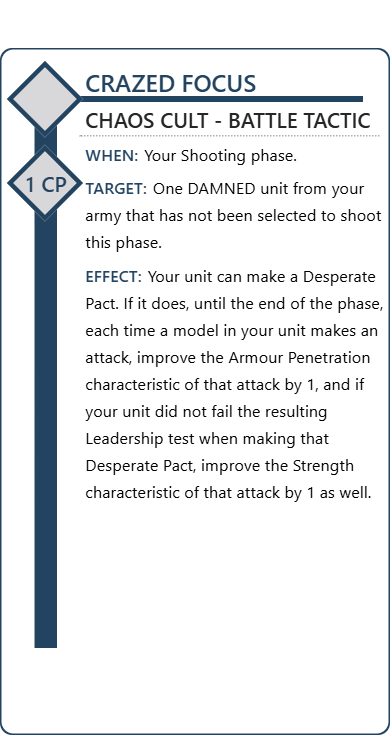 CRAZED FOCUS
CHAOS CULT - BATTLE TACTIC
WHEN: Your Shooting phase.
1 CP
TARGET: One DAMNED unit from your
army that has not been selected to shoot
this phase.
EFFECT: Your unit can make a Desperate
Pact. If it does, until the end of the phase,
each time a model in your unit makes an
attack, improve the Armour Penetration
characteristic of that attack by 1, and if
your unit did not fail the resulting
Leadership test when making that
Desperate Pact, improve the Strength
characteristic of that attack by 1 as well.